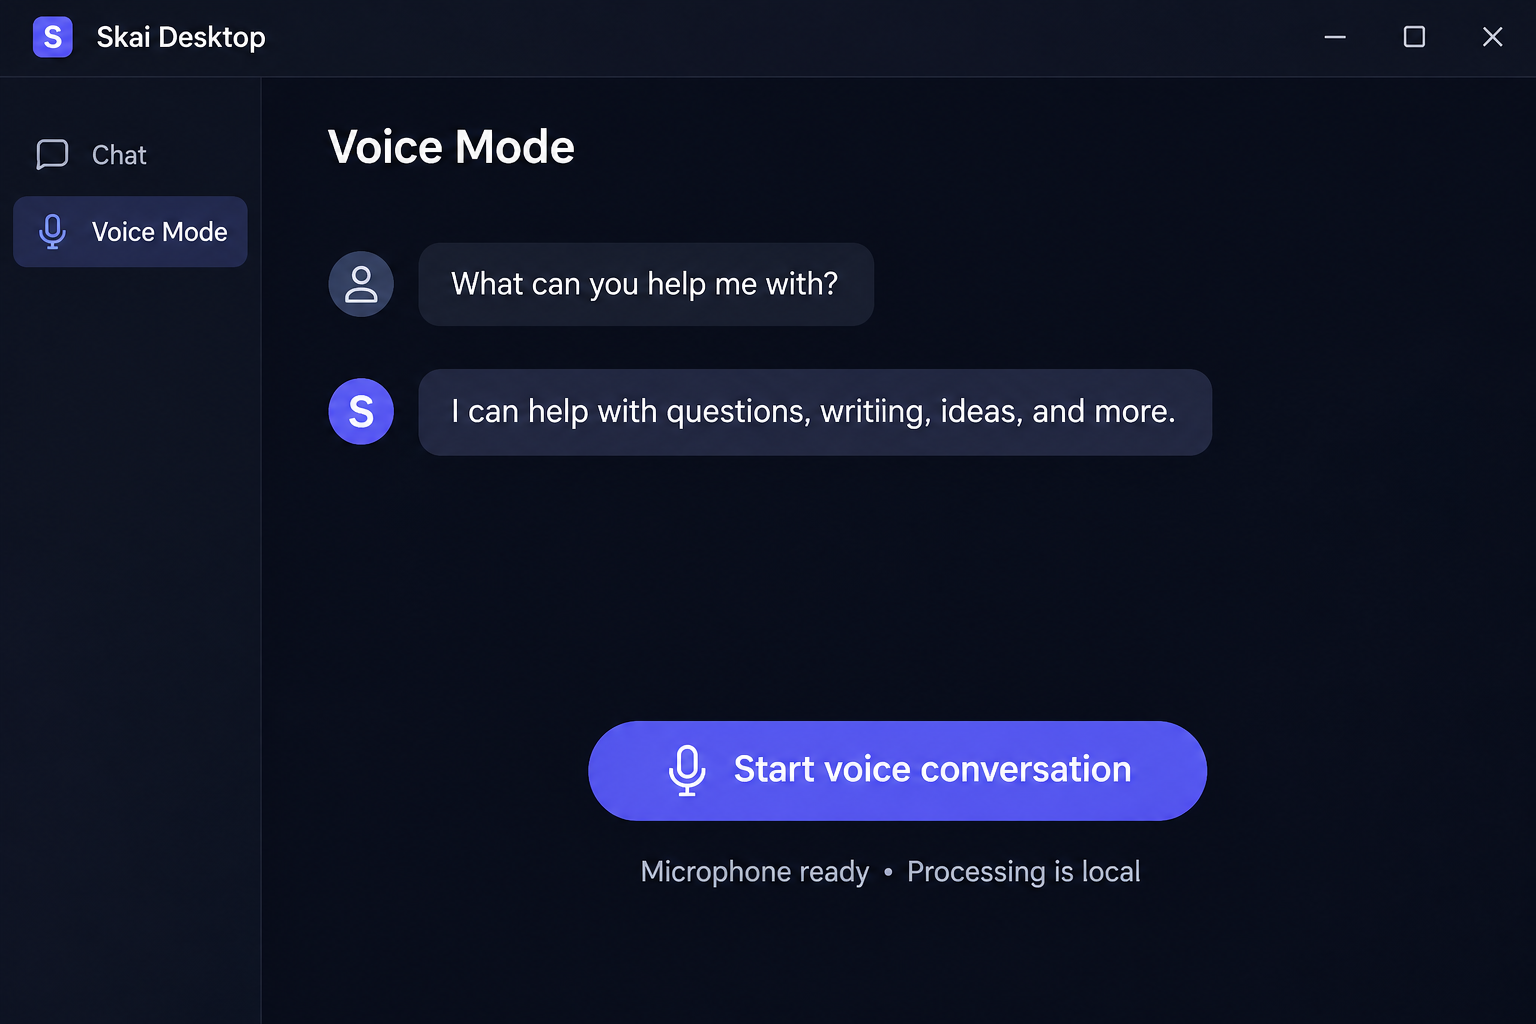 S Skai Desktop
Chat
Voice Mode
Voice Mode
What can you help me with?
S
I can help with questions, writiing, ideas, and more.
Start voice conversation
Microphone ready • Processing is local